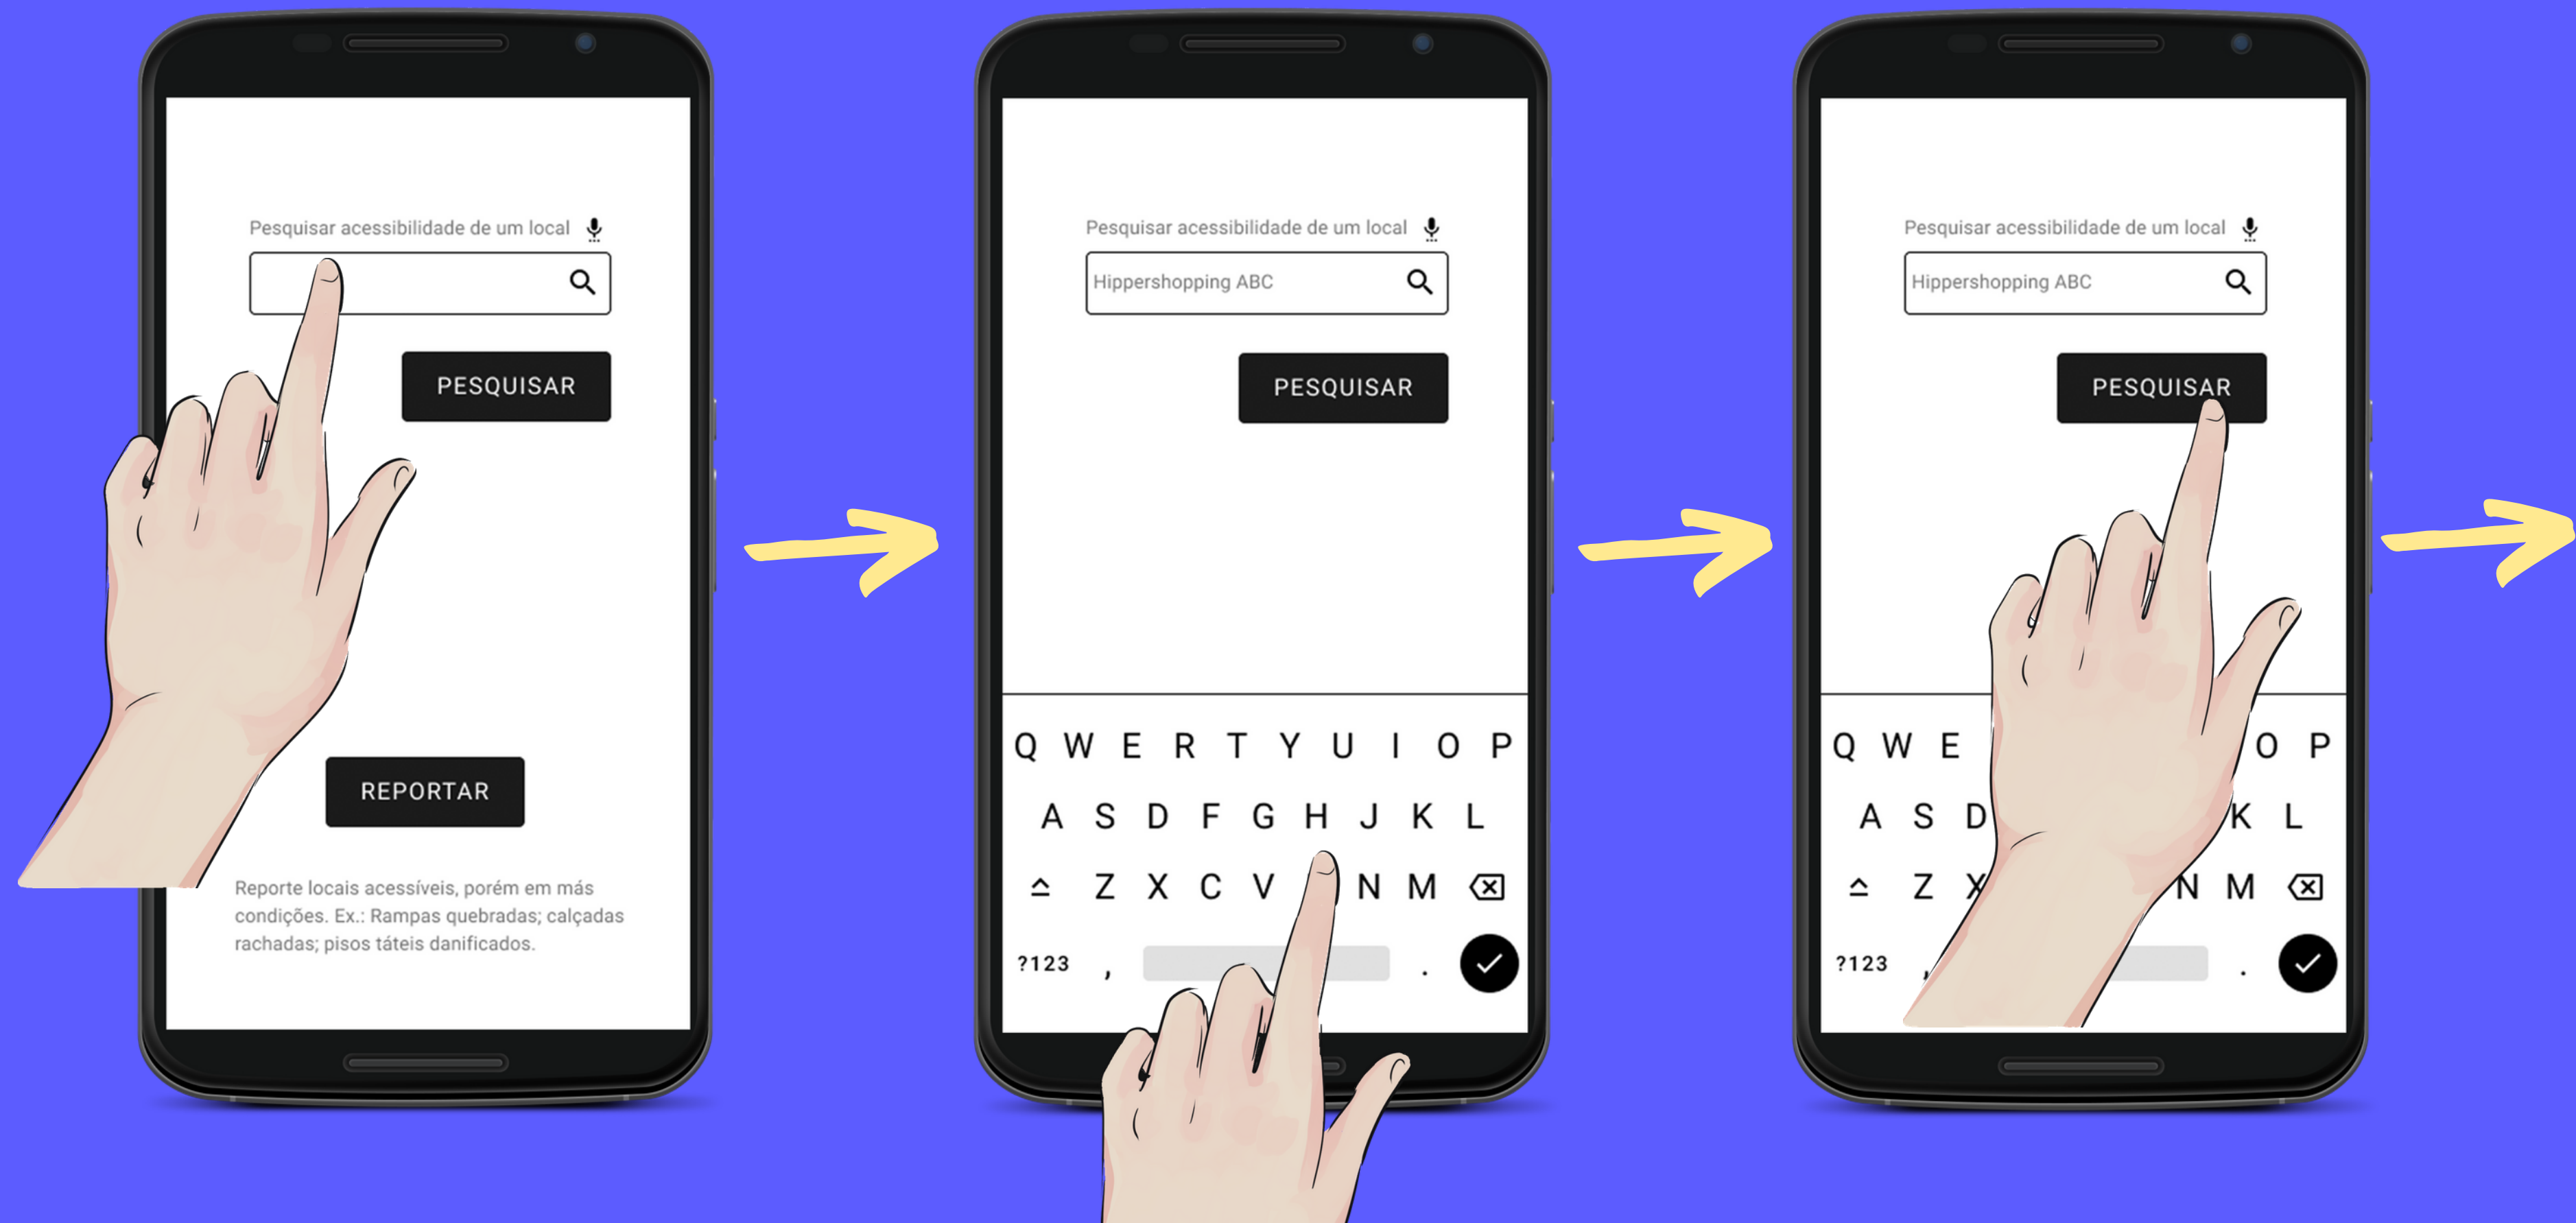 Pesquisar acessibilidade de um local
PESQUISAR
REPORTAR
Reporte locais acessíveis, porém em más
condições. Ex.: Rampas quebradas; calçadas
rachadas; pisos táteis danificados.
Pesquisar acessibilidade de um local
Hippershopping ABC
PESQUISAR
Q W E R T Y U I O P
A S D F G H J K L
Z X C V N M
?123 , .
Pesquisar acessibilidade de um local
Hippershopping ABC
PESQUISAR
Q W E O P
A S D K L
Z X N M
?123 , .